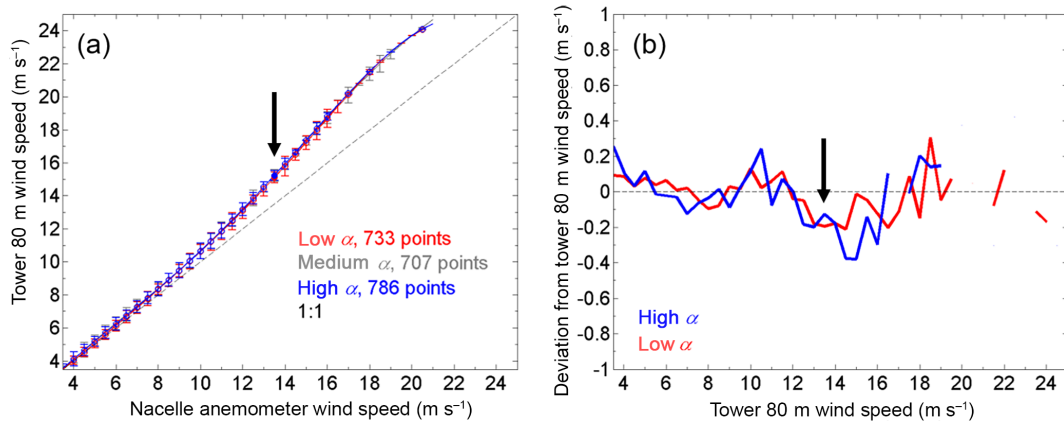 (a)
Tower 80 m wind speed (m s⁻¹)
24
22
20
18
16
14
12
10
8
6
4
Low α, 733 points
Medium α, 707 points
High α, 786 points
1:1
4 6 8 10 12 14 16 18 20 22 24
Nacelle anemometer wind speed (m s⁻¹)
(b)
Deviation from tower 80 m wind speed (m s⁻¹)
1
0.8
0.6
0.4
0.2
0
-0.2
-0.4
-0.6
-0.8
-1
High α
Low α
4 6 8 10 12 14 16 18 20 22 24
Tower 80 m wind speed (m s⁻¹)